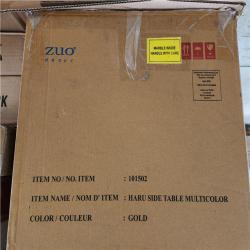 ZUO
MARBLE INSIDE
HANDLE WITH CARE
ITEM NO / NO. ITEM : 101502
ITEM NAME / NOM D' ITEM : HARU SIDE TABLE MULTICOLOR
COLOR / COULEUR : GOLD